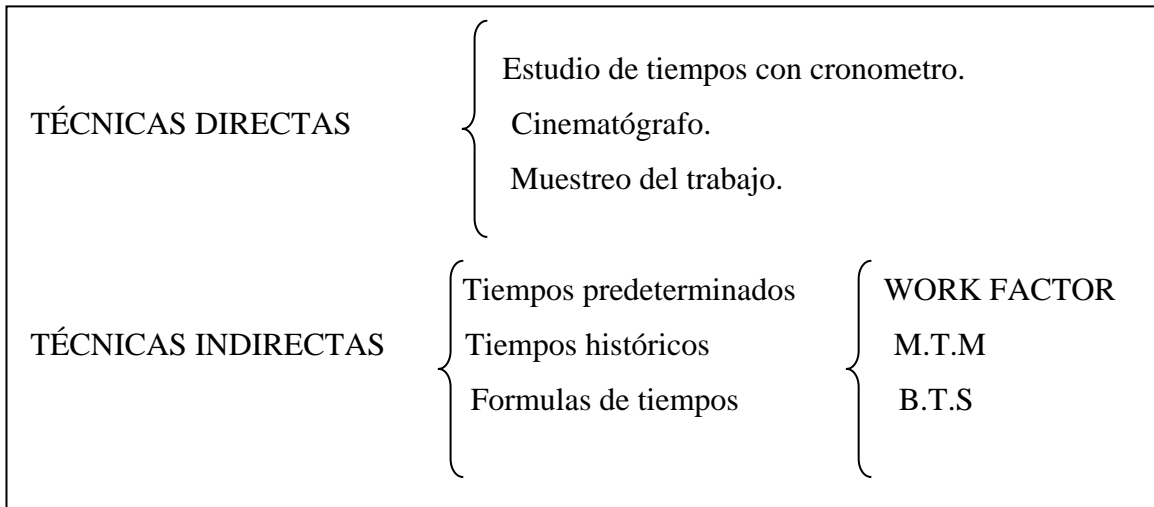 Estudio de tiempos con cronometro.
TÉCNICAS DIRECTAS Cinematógrafo.
Muestreo del trabajo.
Tiempos predeterminados WORK FACTOR
TÉCNICAS INDIRECTAS Tiempos históricos M.T.M
Formulas de tiempos B.T.S